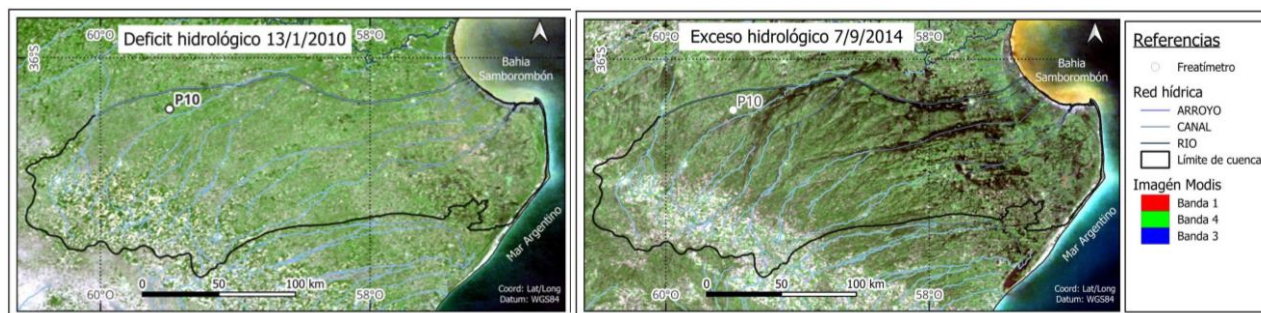 Deficit hidrológico 13/1/2010
60°O
58°O
36°S
Bahia
Samborombón
P10
Mar Argentino
0 50 100 km
60°O
58°O
Coord: Lat/Long
Datum: WGS84
Exceso hidrológico 7/9/2014
60°O
58°O
36°S
Bahia
Samborombón
P10
Mar Argentino
0 50 100 km
60°O
58°O
Coord: Lat/Long
Datum: WGS84
Referencias
Freatímetro
Red hídrica
ARROYO
CANAL
RIO
Límite de cuenca
Imagén Modis
Banda 1
Banda 4
Banda 3